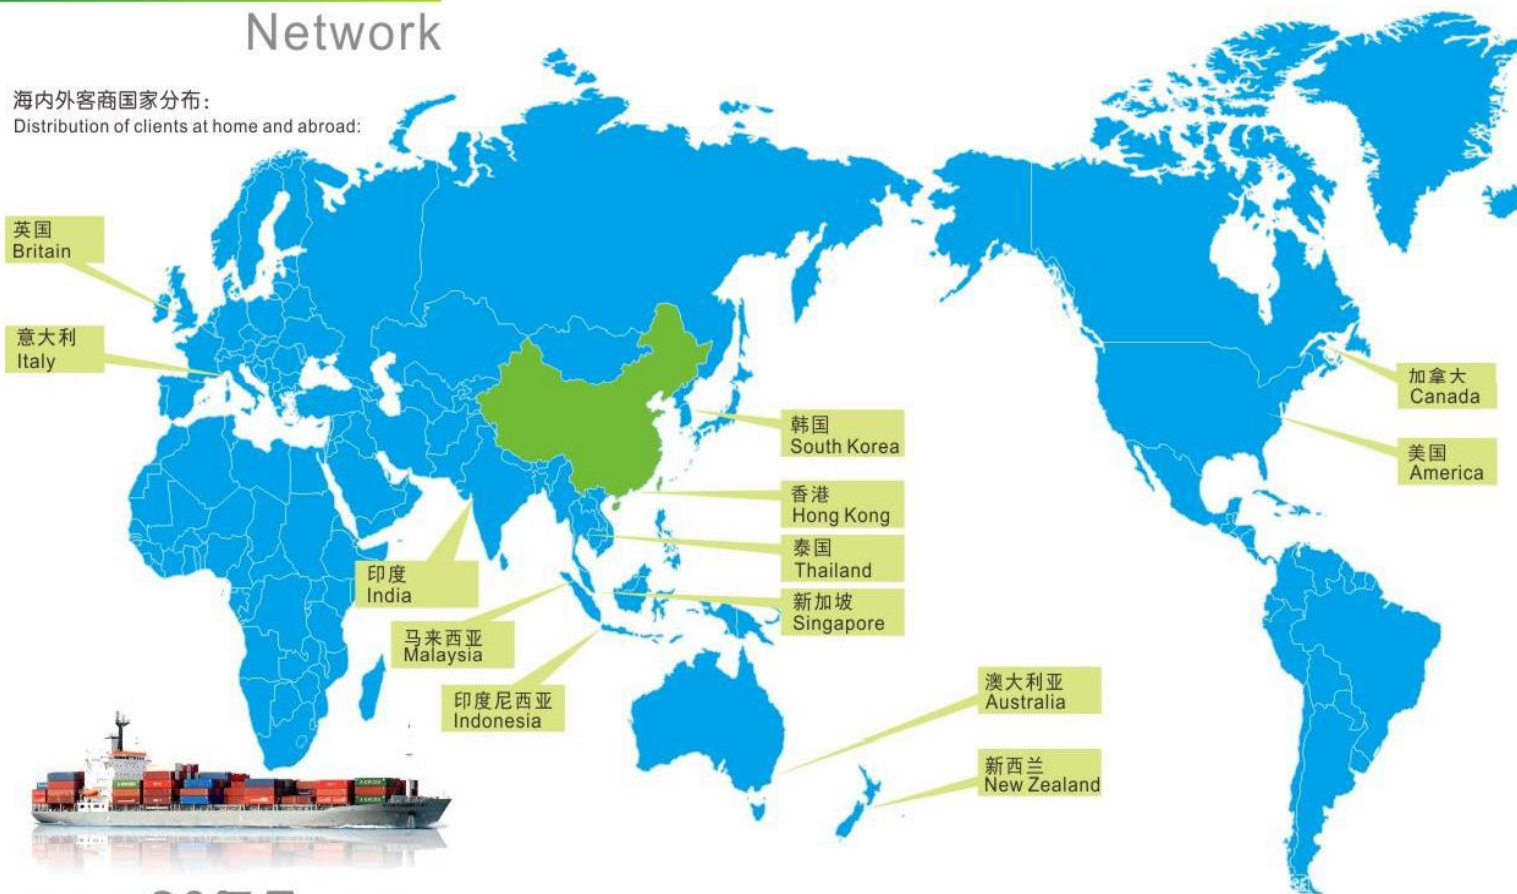 Network
海内外客商国家分布：
Distribution of clients at home and abroad:
英国
Britain
意大利
Italy
加拿大
Canada
韩国
South Korea
美国
America
香港
Hong Kong
泰国
Thailand
印度
India
新加坡
Singapore
马来西亚
Malaysia
澳大利亚
Australia
印度尼西亚
Indonesia
新西兰
New Zealand